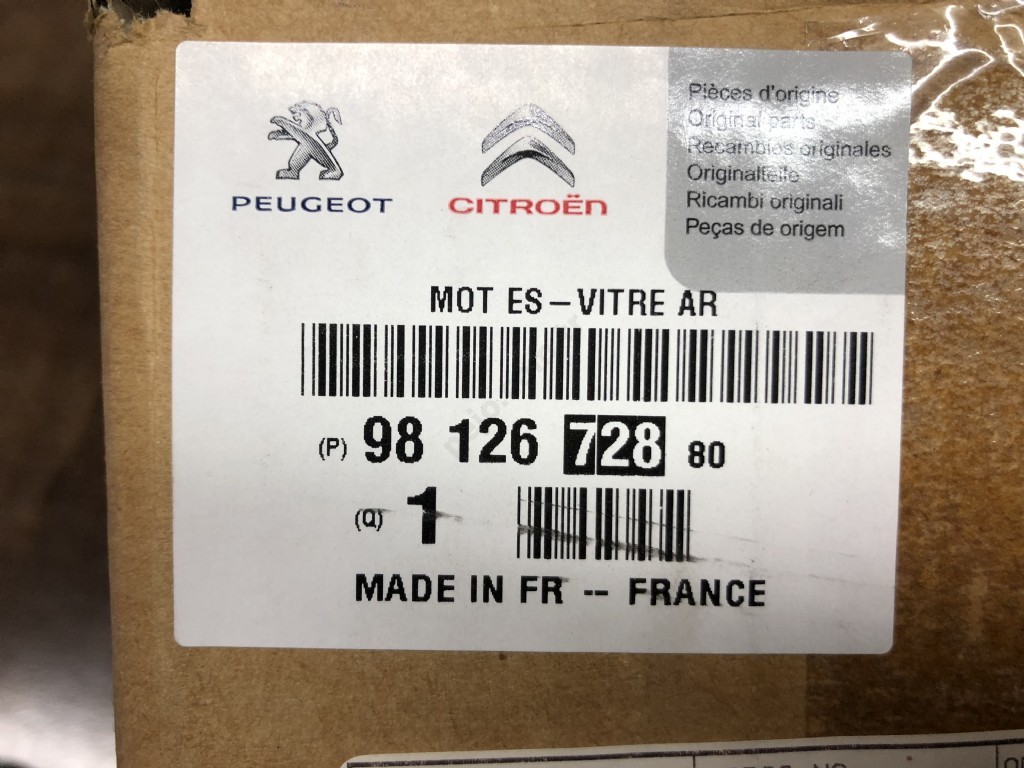 PEUGEOT
CITROËN
Pièces d'origine
Original parts
Recambios originales
Originalteile
Ricambi originali
Peças de origem
MOT ES-VITRE AR
(P) 98 126 728 80
(Q) 1
MADE IN FR -- FRANCE